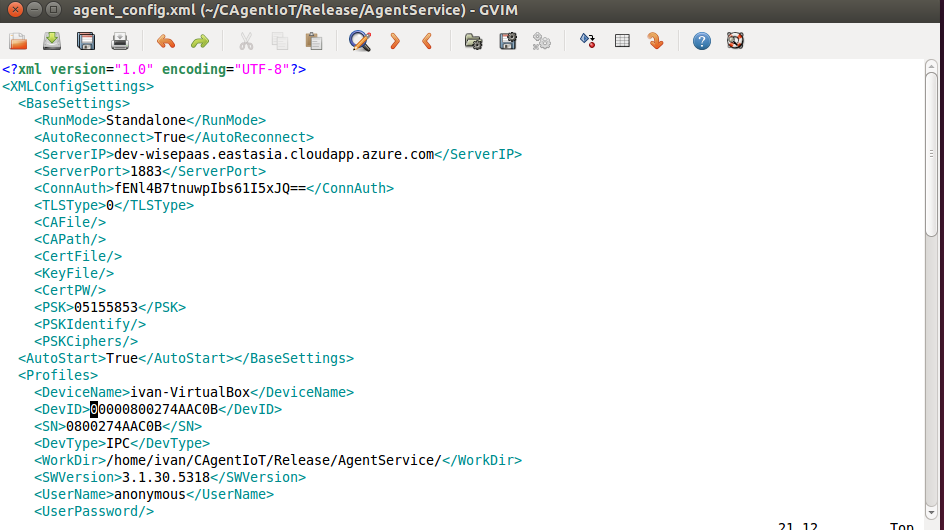 agent_config.xml (~/CAgentIoT/Release/AgentService) - GVIM
<?xml version="1.0" encoding="UTF-8"?>
<XMLConfigSettings>
<BaseSettings>
<RunMode>Standalone</RunMode>
<AutoReconnect>True</AutoReconnect>
<ServerIP>dev-wisepaas.eastasia.cloudapp.azure.com</ServerIP>
<ServerPort>1883</ServerPort>
<ConnAuth>fENl4B7tnuwpIbs61I5xJQ==</ConnAuth>
<TLSType>0</TLSType>
<CAFile/>
<CAPath/>
<CertFile/>
<KeyFile/>
<CertPW/>
<PSK>05155853</PSK>
<PSKIdentify/>
<PSKCiphers/>
<AutoStart>True</AutoStart></BaseSettings>
<Profiles>
<DeviceName>ivan-VirtualBox</DeviceName>
<DevID>00000800274AAC0B</DevID>
<SN>0800274AAC0B</SN>
<DevType>IPC</DevType>
<WorkDir>/home/ivan/CAgentIoT/Release/AgentService/</WorkDir>
<SWVersion>3.1.30.5318</SWVersion>
<UserName>anonymous</UserName>
<UserPassword/>
21,12 Top